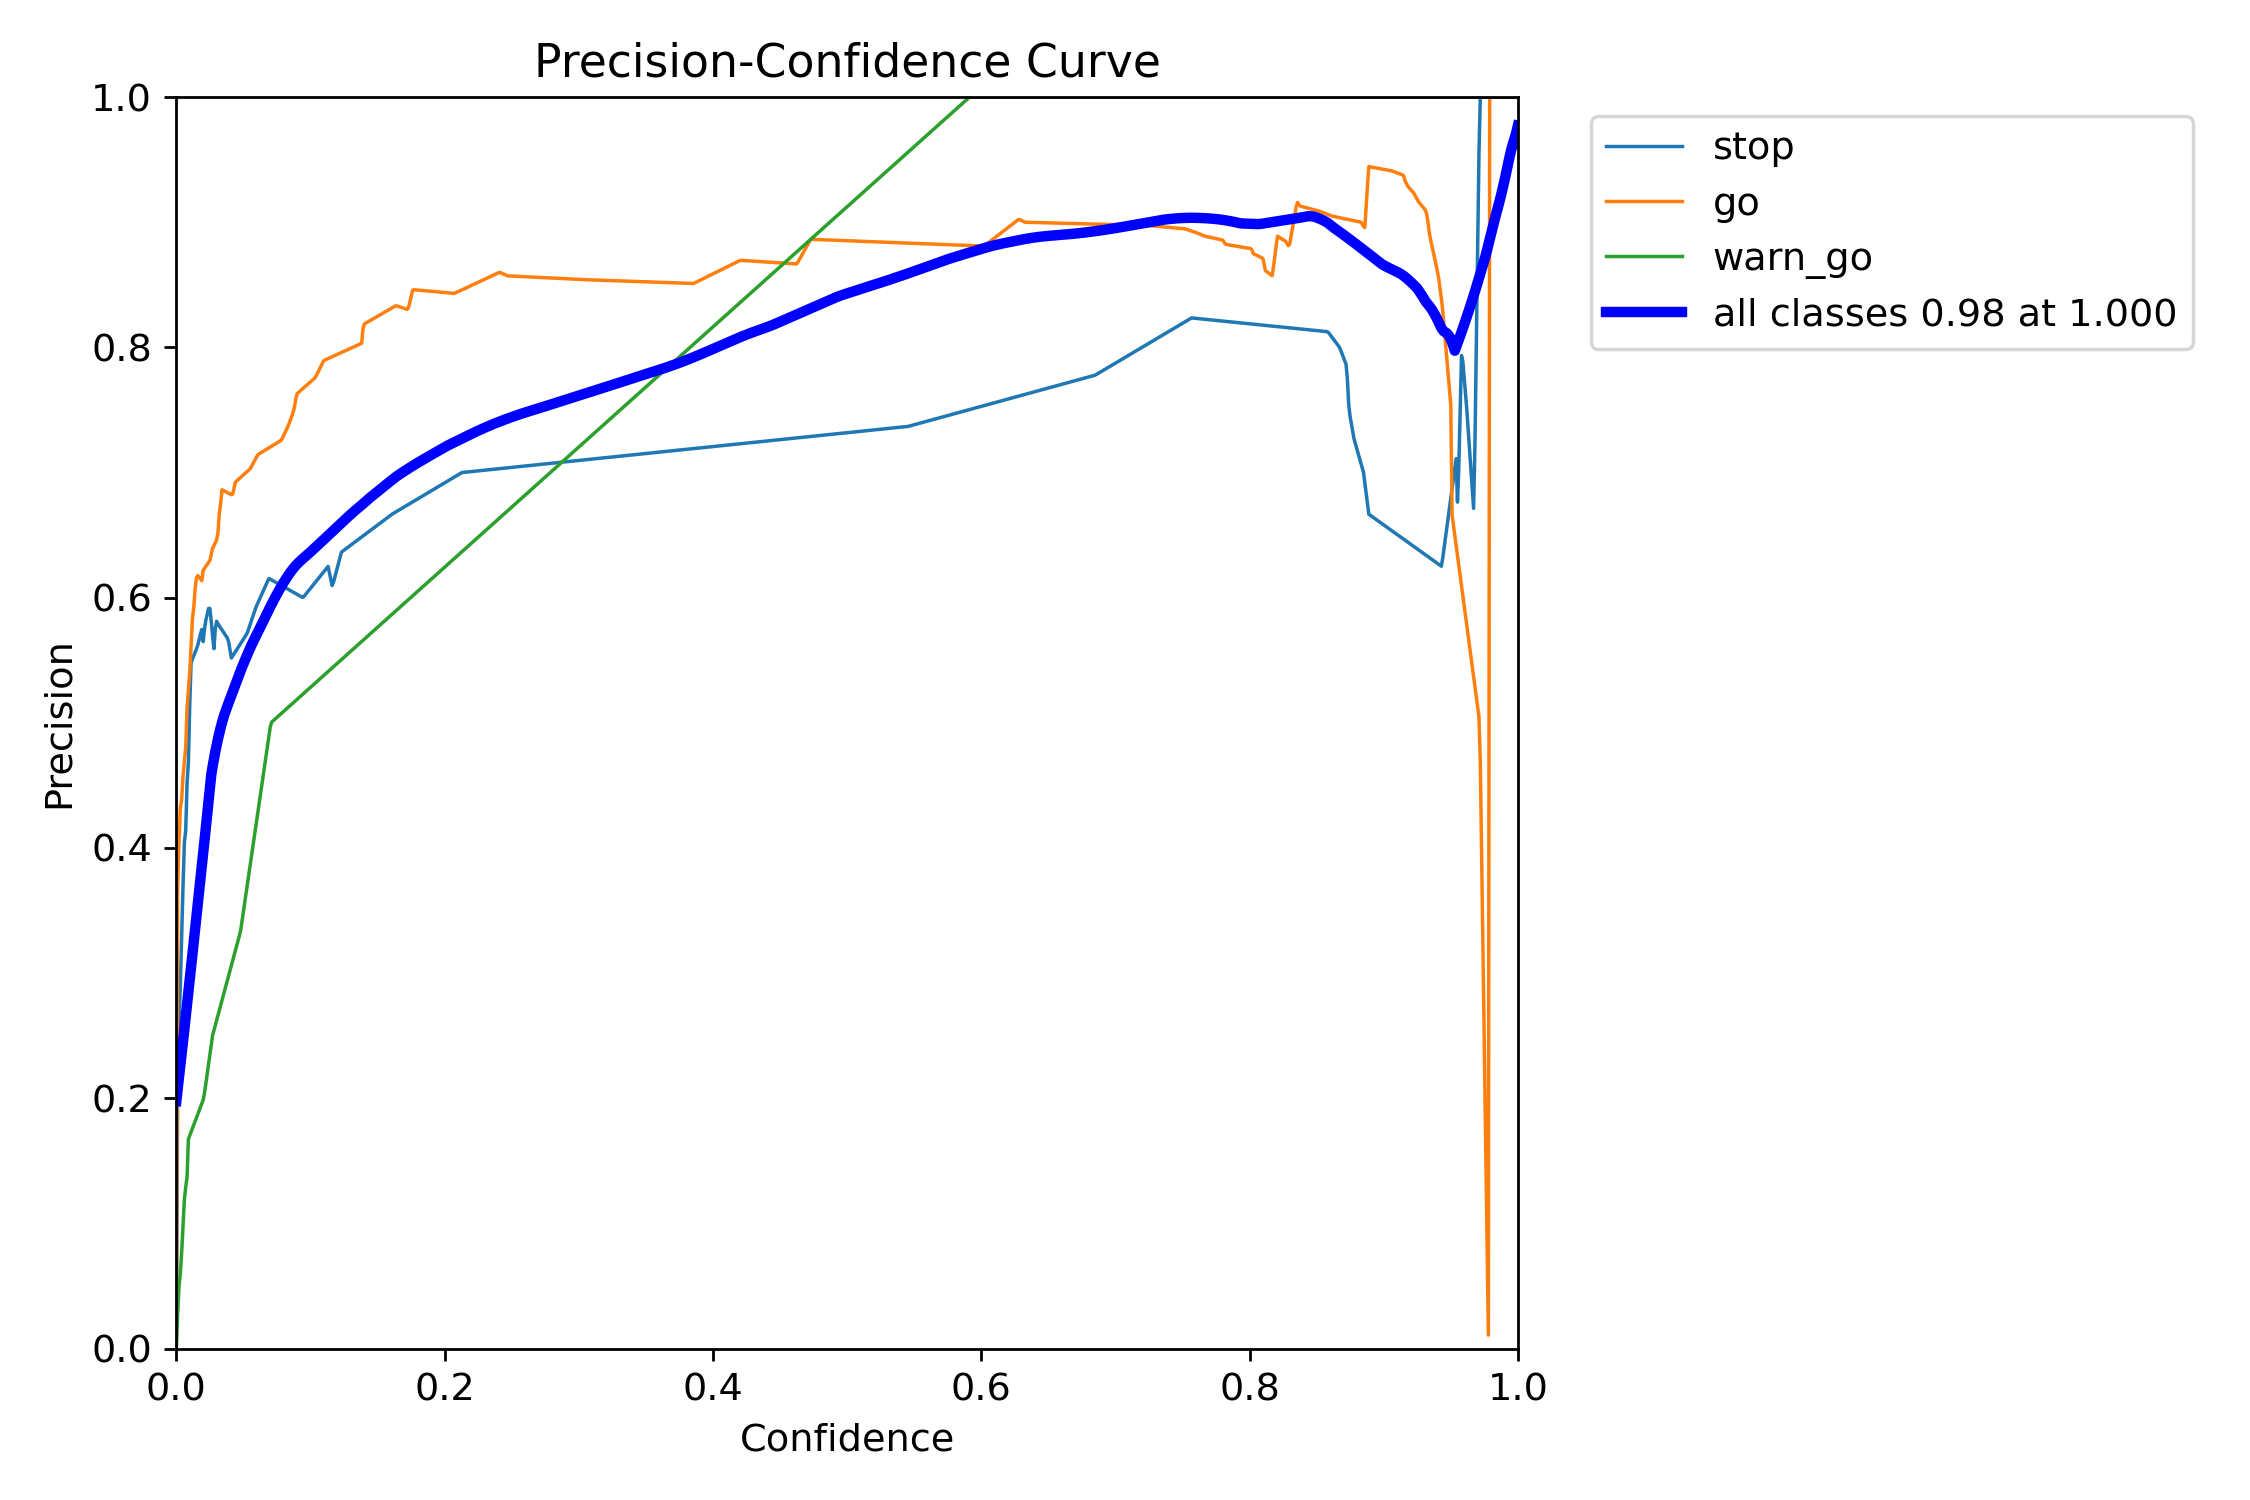 Precision-Confidence Curve
1.0
0.8
0.6
0.4
0.2
0.0
Precision
0.0 0.2 0.4 0.6 0.8 1.0
Confidence
stop
go
warn_go
all classes 0.98 at 1.000